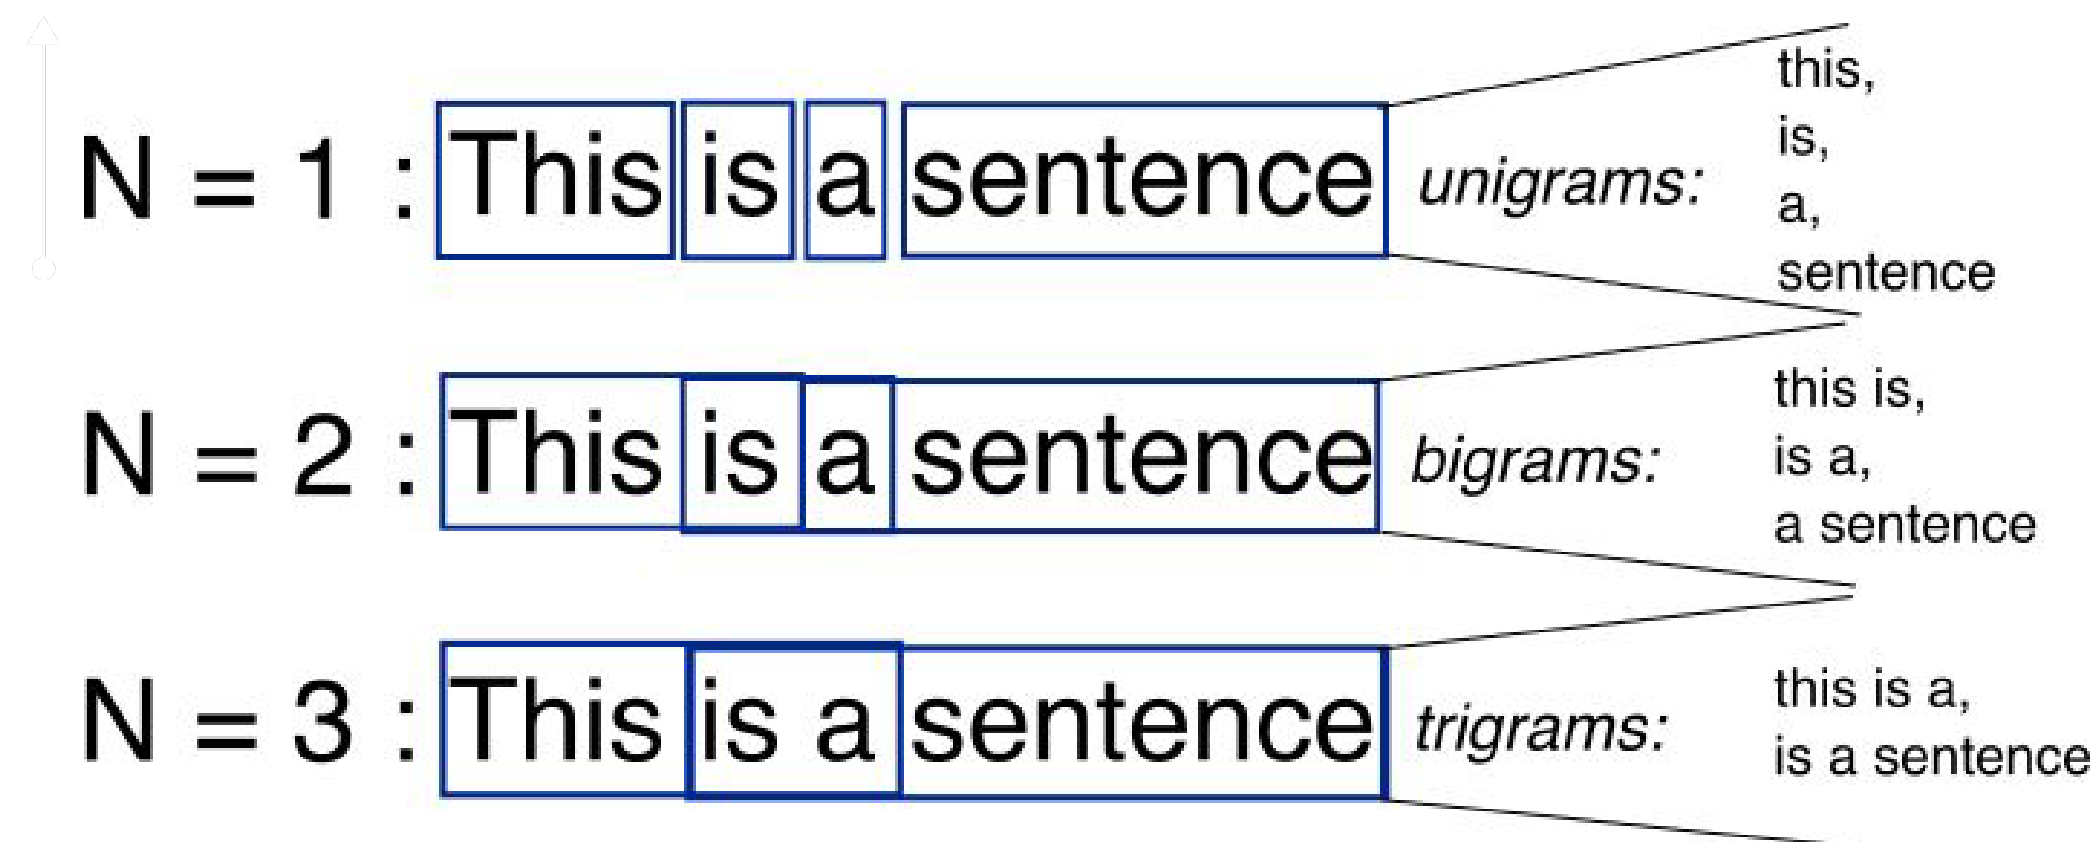 N = 1 : This is a sentence
unigrams:
this,
is,
a,
sentence
N = 2 : This is a sentence
bigrams:
this is,
is a,
a sentence
N = 3 : This is a sentence
trigrams:
this is a,
is a sentence